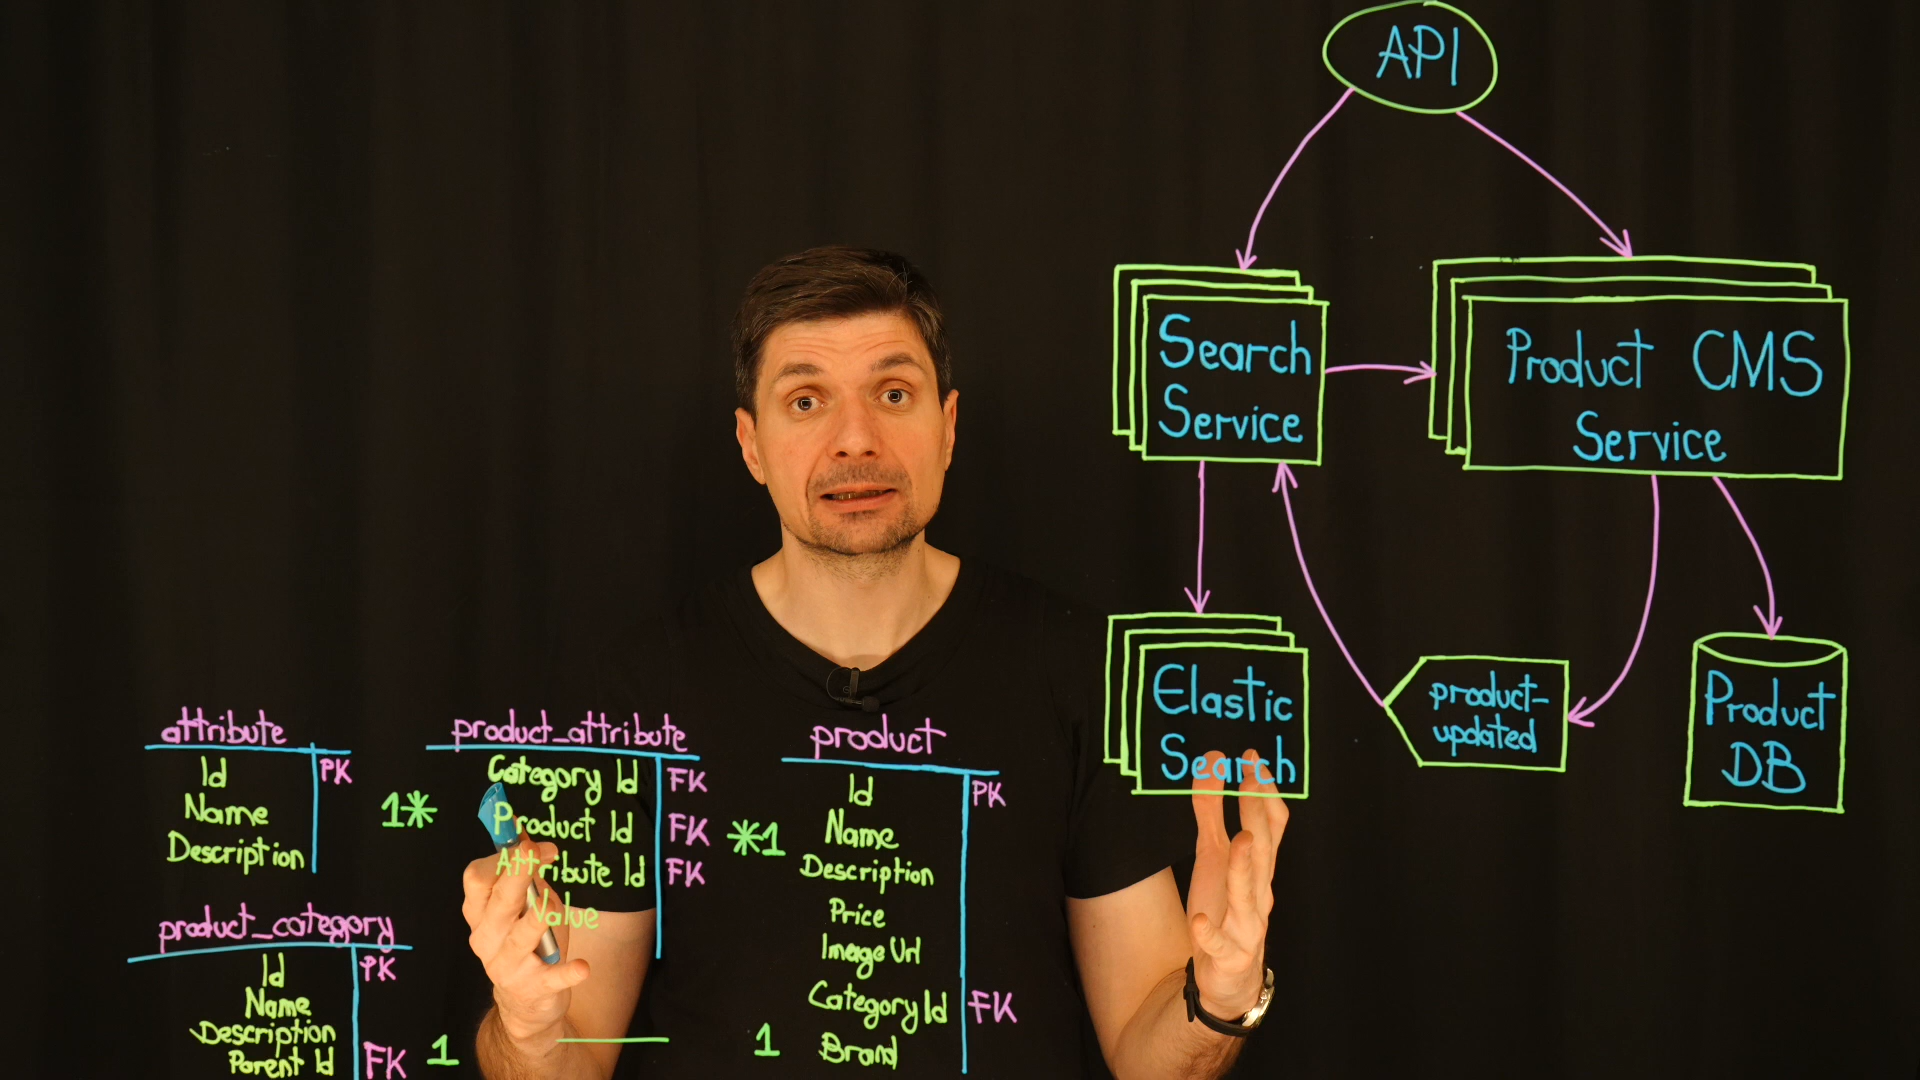 API
Search
Service
Product CMS
Service
Elastic
Search
product-
updated
Product
DB
attribute
Id PK
Name
Description
1*
product_attribute
Category Id FK
Product Id FK
Attribute Id FK
Value
*1
product
Id PK
Name
Description
Price
Image Url
Category Id FK
Brand
product_category
Id PK
Name
Description
Parent Id FK
1
1